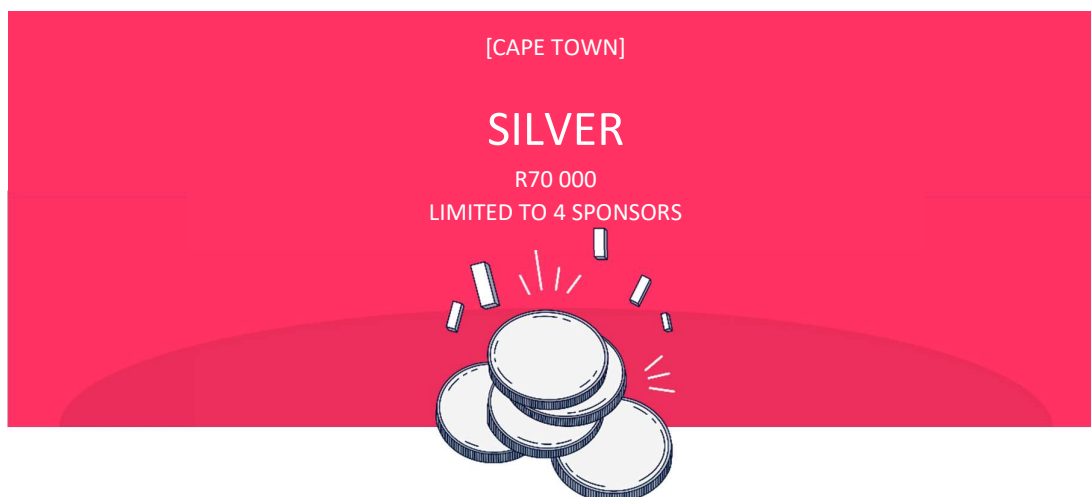 [CAPE TOWN]
SILVER
R70 000
LIMITED TO 4 SPONSORS